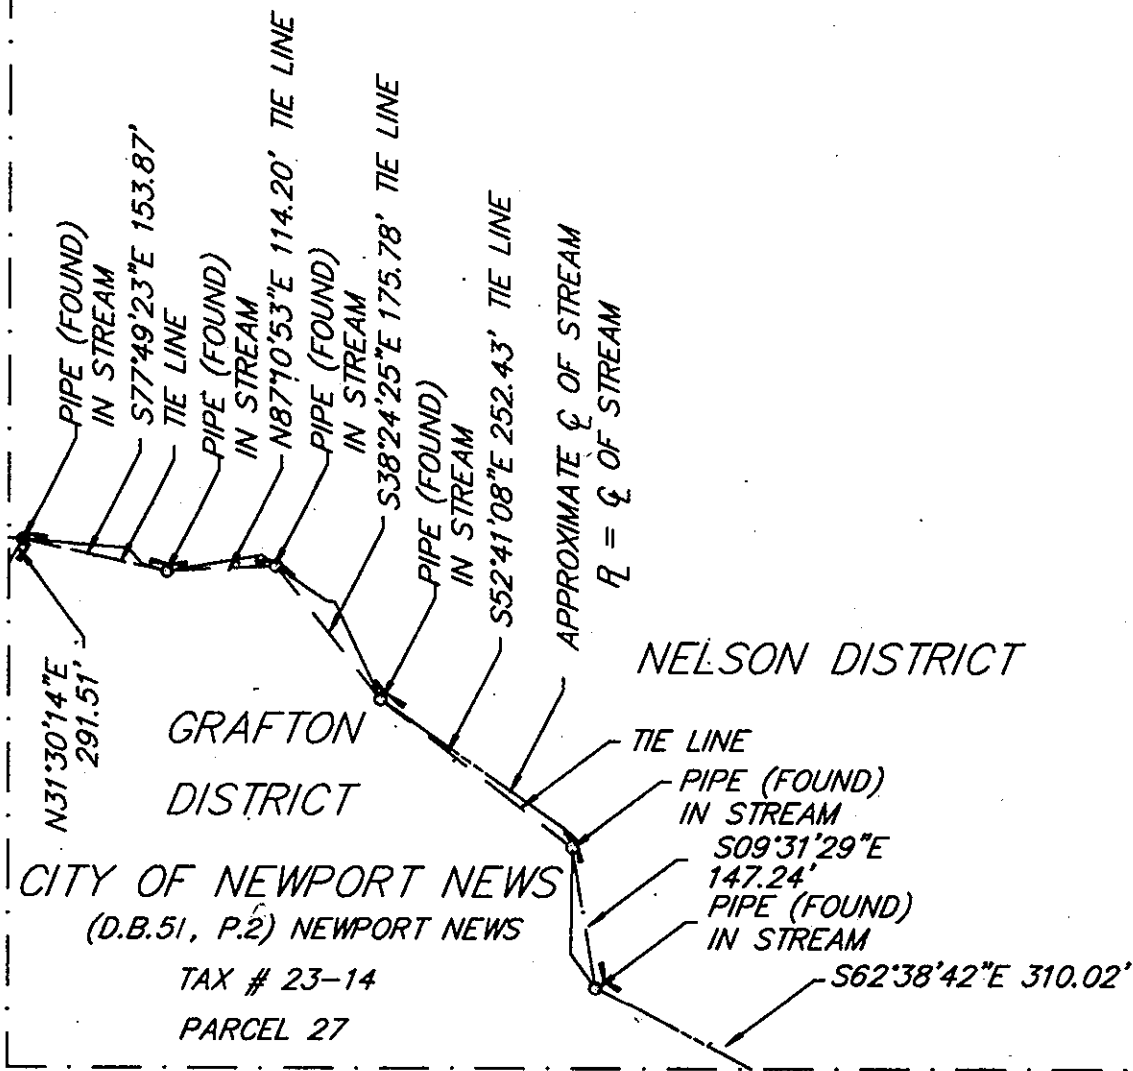 PIPE (FOUND)
IN STREAM
S77°49'23"E 153.87'
TIE LINE
PIPE (FOUND)
IN STREAM
N87°10'53"E 114.20' TIE LINE
PIPE (FOUND)
IN STREAM
S38°24'25"E 175.78' TIE LINE
PIPE (FOUND)
IN STREAM
S52°41'08"E 252.43' TIE LINE
APPROXIMATE ℄ OF STREAM
⅊ = ℄ OF STREAM
N31°30'14"E
291.51'
NELSON DISTRICT
GRAFTON
DISTRICT
TIE LINE
PIPE (FOUND)
IN STREAM
S09°31'29"E
147.24'
PIPE (FOUND)
IN STREAM
S62°38'42"E 310.02'
CITY OF NEWPORT NEWS
(D.B.51, P.2) NEWPORT NEWS
TAX # 23-14
PARCEL 27